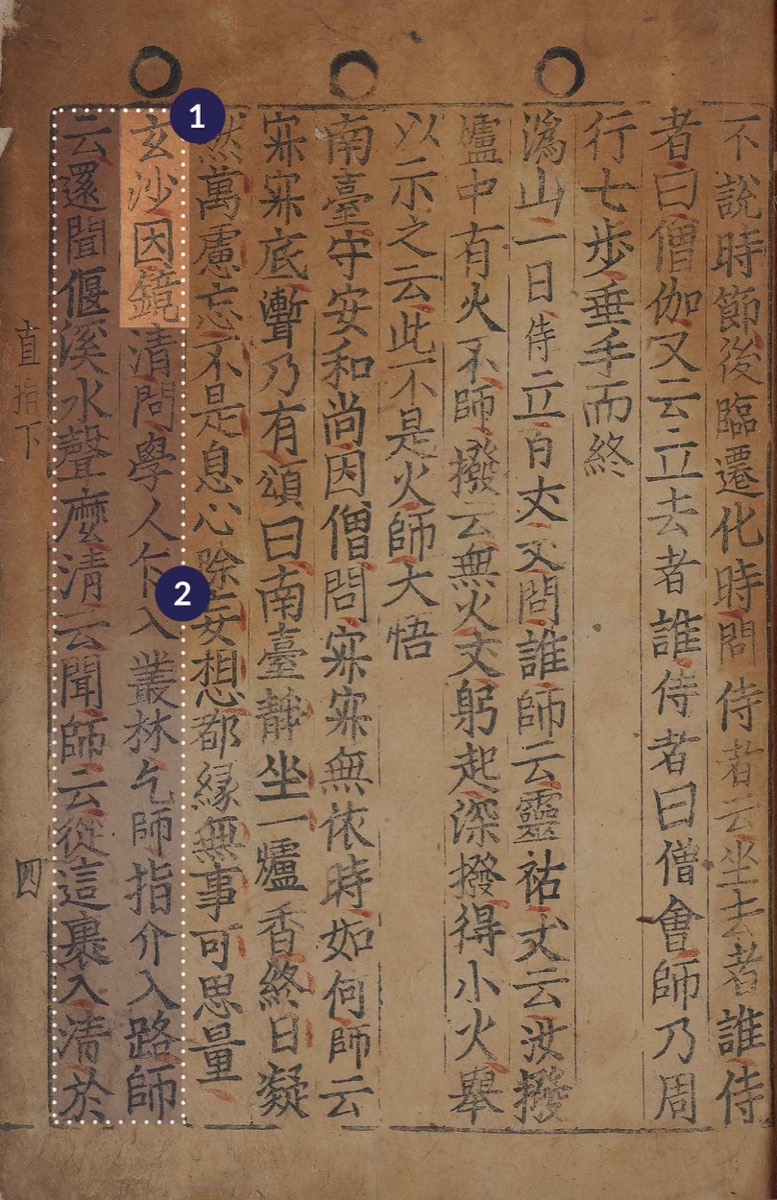 不說時節後臨遷化時問侍者云坐去者誰侍
者曰僧伽又云立去者誰侍者曰僧會師乃周
行七步垂手而終
溈山一日侍立百丈丈問誰師云靈祐丈云汝撥
爐中有火不師撥云無火丈躬起深撥得小火舉
以示之云此不是火師大悟
南臺守安和尚因僧問寂寂無依時如何師云
寂寂底聻乃有頌曰南臺靜坐一爐香終日凝
然萬慮忘不是息心除妄想都緣無事可思量
1
玄沙因鏡清問學人乍入叢林乞師指介入路師
2
云還聞偃溪水聲麽清云聞師云從這裏入清於
直指下
四